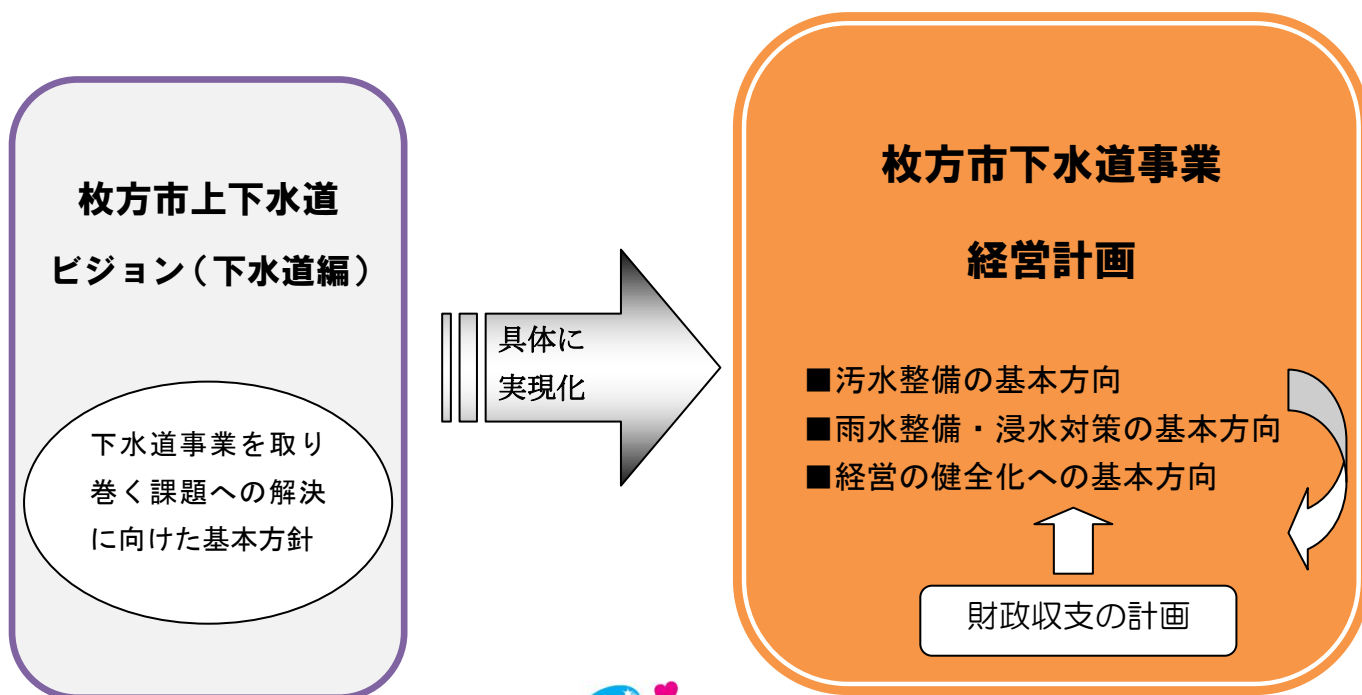 枚方市上下水道
ビジョン（下水道編）
下水道事業を取り
巻く課題への解決
に向けた基本方針
具体に
実現化
枚方市下水道事業
経営計画
■汚水整備の基本方向
■雨水整備・浸水対策の基本方向
■経営の健全化への基本方向
財政収支の計画